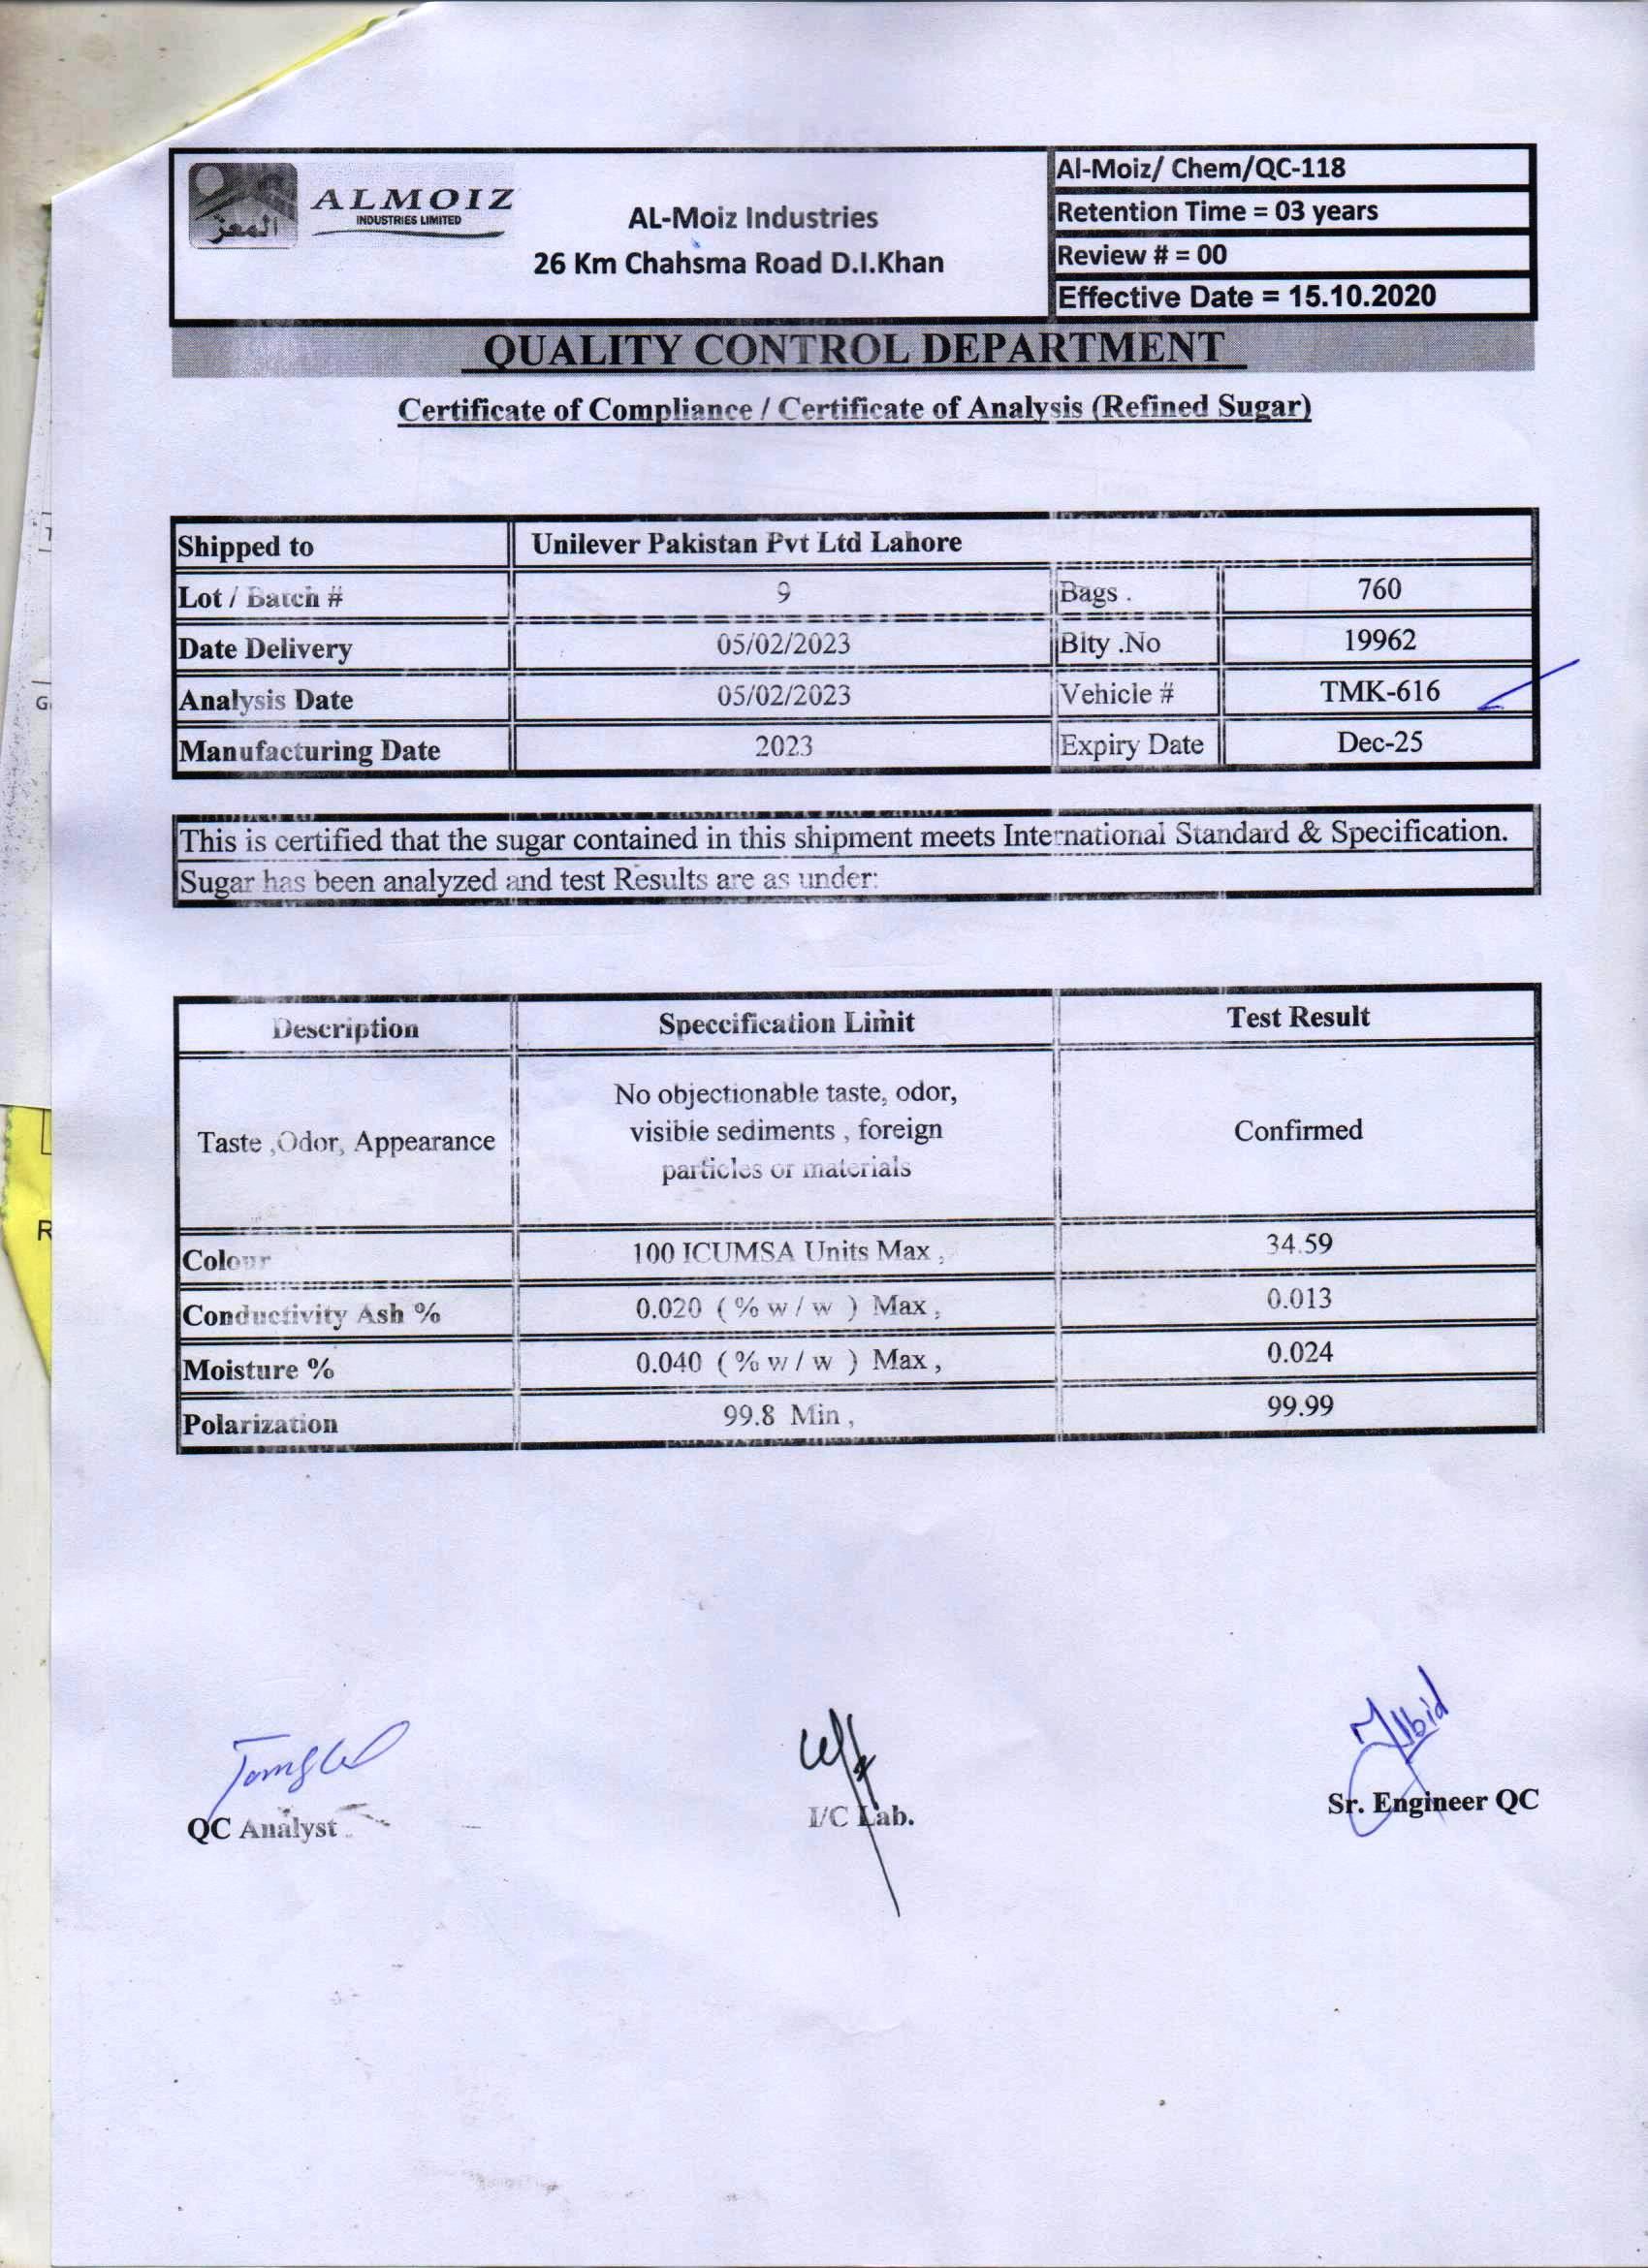 المعز
ALMOIZ
INDUSTRIES LIMITED
AL-Moiz Industries
26 Km Chahsma Road D.I.Khan
Al-Moiz/ Chem/QC-118
Retention Time = 03 years
Review # = 00
Effective Date = 15.10.2020
QUALITY CONTROL DEPARTMENT
Certificate of Compliance / Certificate of Analysis (Refined Sugar)
Shipped to Unilever Pakistan Pvt Ltd Lahore
Lot / Batch # 9 Bags . 760
Date Delivery 05/02/2023 Blty .No 19962
Analysis Date 05/02/2023 Vehicle # TMK-616
Manufacturing Date 2023 Expiry Date Dec-25
This is certified that the sugar contained in this shipment meets International Standard & Specification.
Sugar has been analyzed and test Results are as under:
Description Speccification Limit Test Result
Taste ,Odor, Appearance No objectionable taste, odor,
visible sediments , foreign
particles or materials Confirmed
Colour 100 ICUMSA Units Max , 34.59
Conductivity Ash % 0.020 ( % w / w ) Max , 0.013
Moisture % 0.040 ( % w / w ) Max , 0.024
Polarization 99.8 Min , 99.99
QC Analyst I/C Lab. Sr. Engineer QC